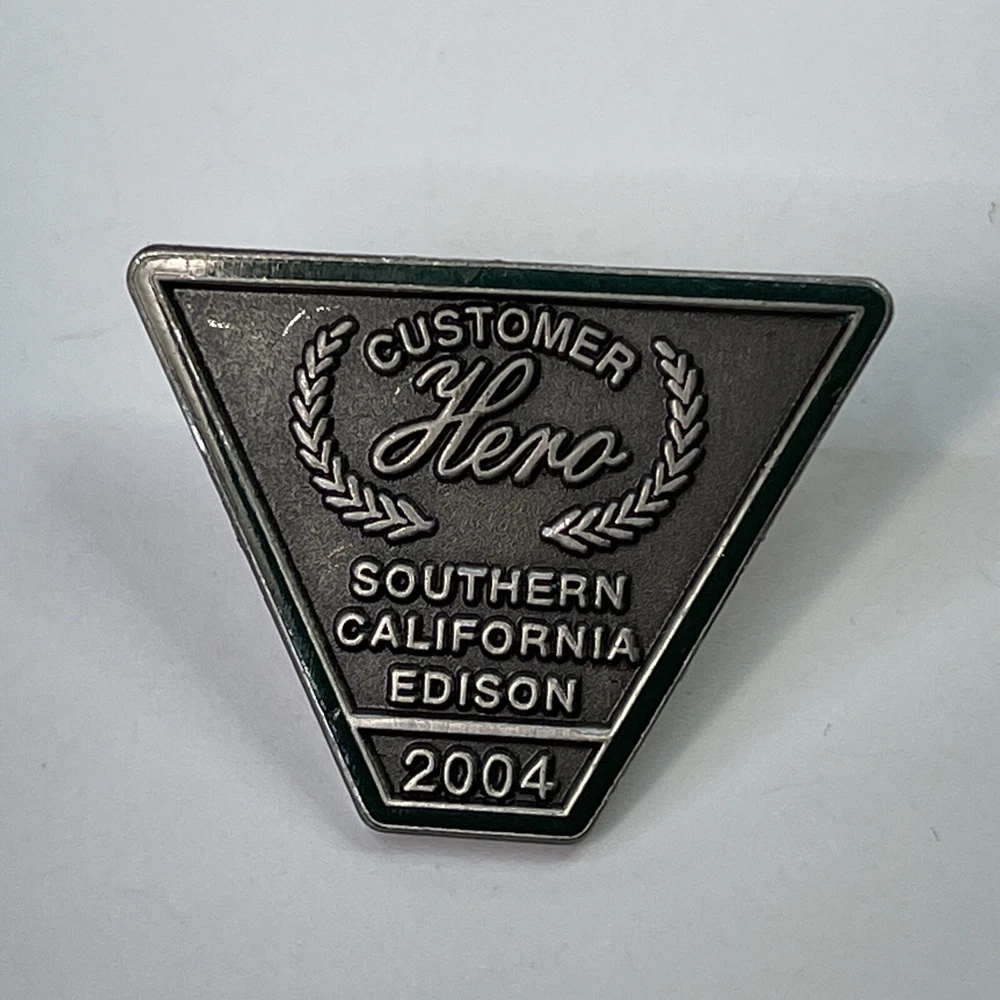 CUSTOMER
Hero
SOUTHERN
CALIFORNIA
EDISON
2004